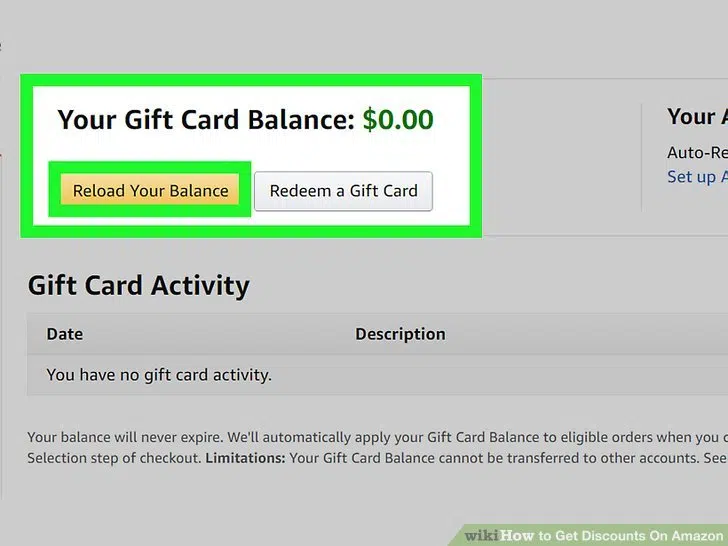 Your Gift Card Balance: $0.00
Your A
Auto-Re
Reload Your Balance
Redeem a Gift Card
Set up A
Gift Card Activity
Date Description
You have no gift card activity.
Your balance will never expire. We'll automatically apply your Gift Card Balance to eligible orders when you c
Selection step of checkout. Limitations: Your Gift Card Balance cannot be transferred to other accounts. See
wikiHow to Get Discounts On Amazon